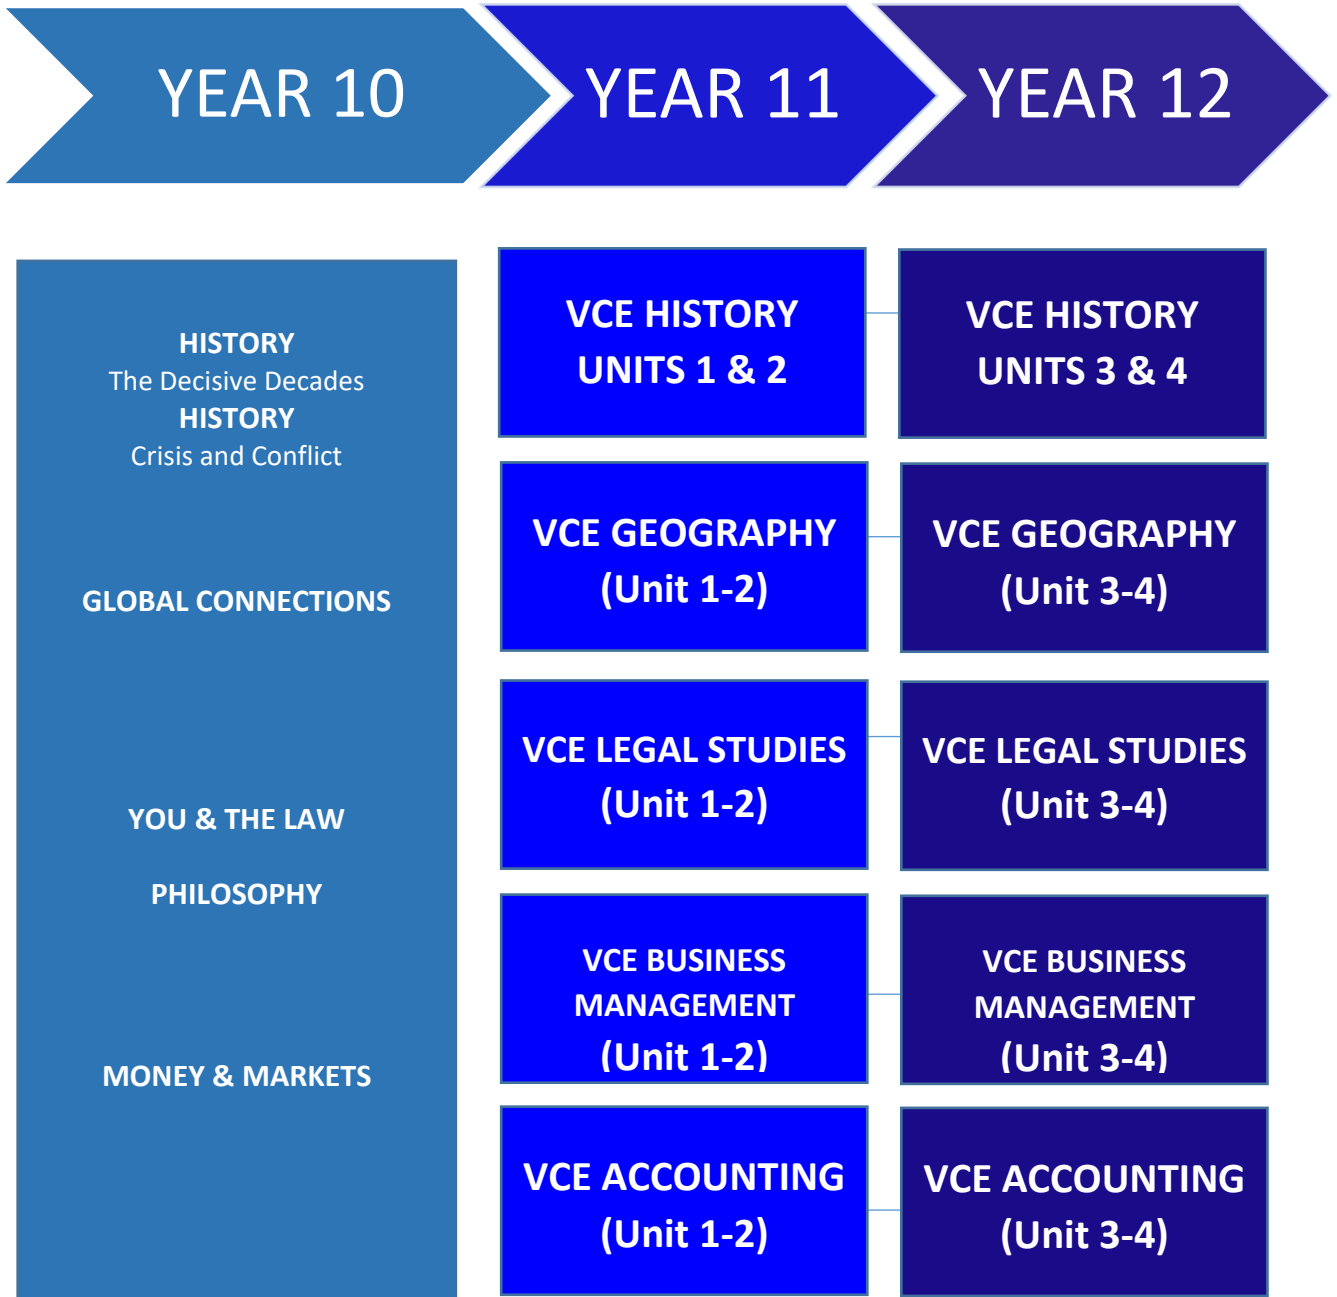 YEAR 10
YEAR 11
YEAR 12
HISTORY
The Decisive Decades
HISTORY
Crisis and Conflict
GLOBAL CONNECTIONS
YOU & THE LAW
PHILOSOPHY
MONEY & MARKETS
VCE HISTORY
UNITS 1 & 2
VCE HISTORY
UNITS 3 & 4
VCE GEOGRAPHY
(Unit 1-2)
VCE GEOGRAPHY
(Unit 3-4)
VCE LEGAL STUDIES
(Unit 1-2)
VCE LEGAL STUDIES
(Unit 3-4)
VCE BUSINESS
MANAGEMENT
(Unit 1-2)
VCE BUSINESS
MANAGEMENT
(Unit 3-4)
VCE ACCOUNTING
(Unit 1-2)
VCE ACCOUNTING
(Unit 3-4)